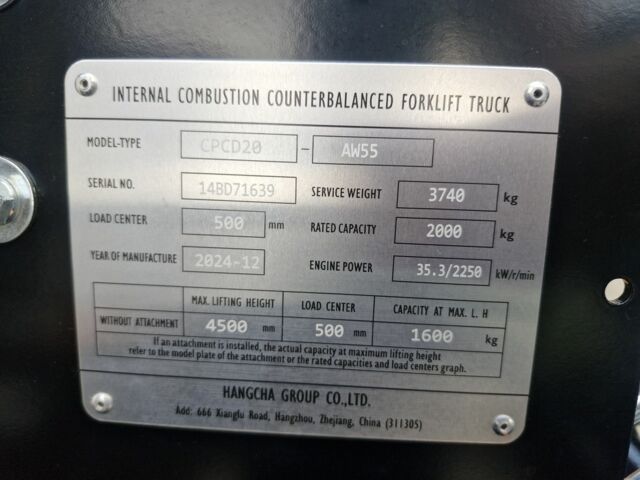 INTERNAL COMBUSTION COUNTERBALANCED FORKLIFT TRUCK
MODEL-TYPE CPCD20 - AW55
SERIAL NO. 14BD71639 SERVICE WEIGHT 3740 kg
LOAD CENTER 500 mm RATED CAPACITY 2000 kg
YEAR OF MANUFACTURE 2024-12 ENGINE POWER 35.3/2250 kW/r/min
MAX. LIFTING HEIGHT LOAD CENTER CAPACITY AT MAX. L. H
WITHOUT ATTACHMENT 4500 mm 500 mm 1600 kg
If an attachment is installed, the actual capacity at maximum lifting height
refer to the model plate of the attachment or the rated capacities and load centers graph.
HANGCHA GROUP CO.,LTD.
Add: 666 Xiangfu Road, Hangzhou, Zhejiang, China (311305)